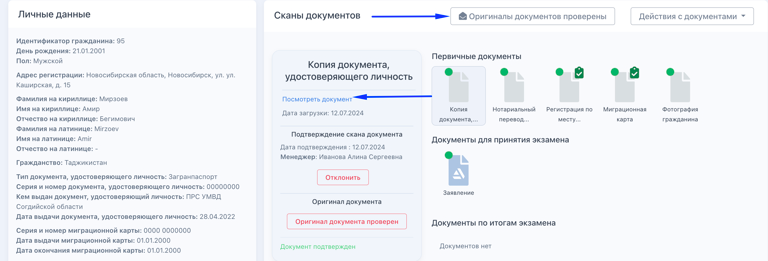 Личные данные
Идентификатор гражданина: 95
День рождения: 21.01.2001
Пол: Мужской
Адрес регистрации: Новосибирская область, Новосибирск, ул. ул.
Каширская, д. 15
Фамилия на кириллице: Мирзоев
Имя на кириллице: Амир
Отчество на кириллице: Бегимович
Фамилия на латинице: Mirzoev
Имя на латинице: Amir
Отчество на латинице: -
Гражданство: Таджикистан
Тип документа, удостоверяющего личность: Загранпаспорт
Серия и номер документа, удостоверяющего личность: 00000000
Кем выдан документ, удостоверяющий личность: ПРС УМВД
Согдийской области
Дата выдачи документа, удостоверяющего личность: 28.04.2022
Серия и номер миграционной карты: 0000 0000000
Дата выдачи миграционной карты: 01.01.2000
Дата окончания миграционной карты: 01.01.2000
Сканы документов
Оригиналы документов проверены
Действия с документами
Копия документа,
удостоверяющего личность
Посмотреть документ
Дата загрузки: 12.07.2024
Подтверждение скана документа
Дата подтверждения : 12.07.2024
Менеджер: Иванова Алина Сергеевна
Отклонить
Оригинал документа
Оригинал документа проверен
Документ подтвержден
Первичные документы
Копия
документа,...
Нотариальный
перевод...
Регистрация по
месту...
Миграционная
карта
Фотография
гражданина
Документы для принятия экзамена
Заявление
Документы по итогам экзамена
Документов нет